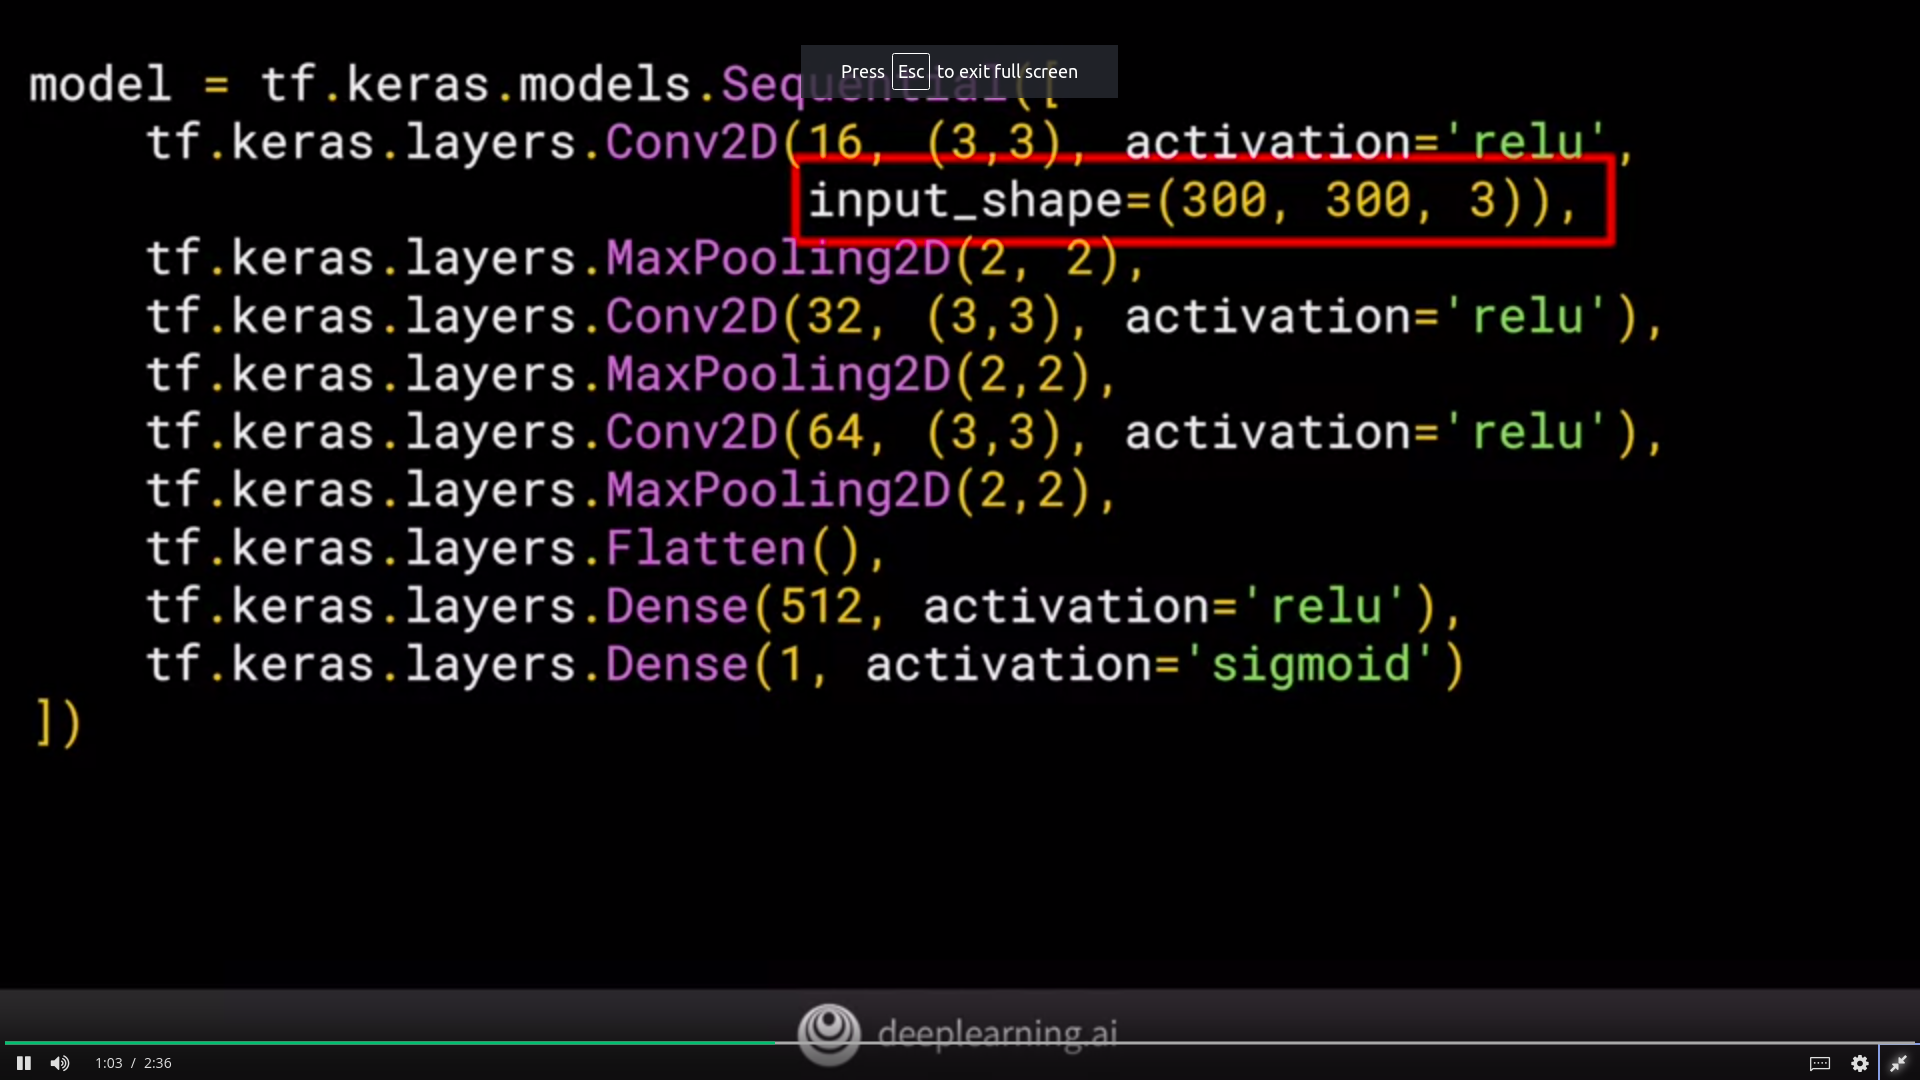 Press Esc to exit full screen
model = tf.keras.models.Sequential([
tf.keras.layers.Conv2D(16, (3,3), activation='relu',
input_shape=(300, 300, 3)),
tf.keras.layers.MaxPooling2D(2, 2),
tf.keras.layers.Conv2D(32, (3,3), activation='relu'),
tf.keras.layers.MaxPooling2D(2,2),
tf.keras.layers.Conv2D(64, (3,3), activation='relu'),
tf.keras.layers.MaxPooling2D(2,2),
tf.keras.layers.Flatten(),
tf.keras.layers.Dense(512, activation='relu'),
tf.keras.layers.Dense(1, activation='sigmoid')
])
deeplearning.ai
1:03 / 2:36